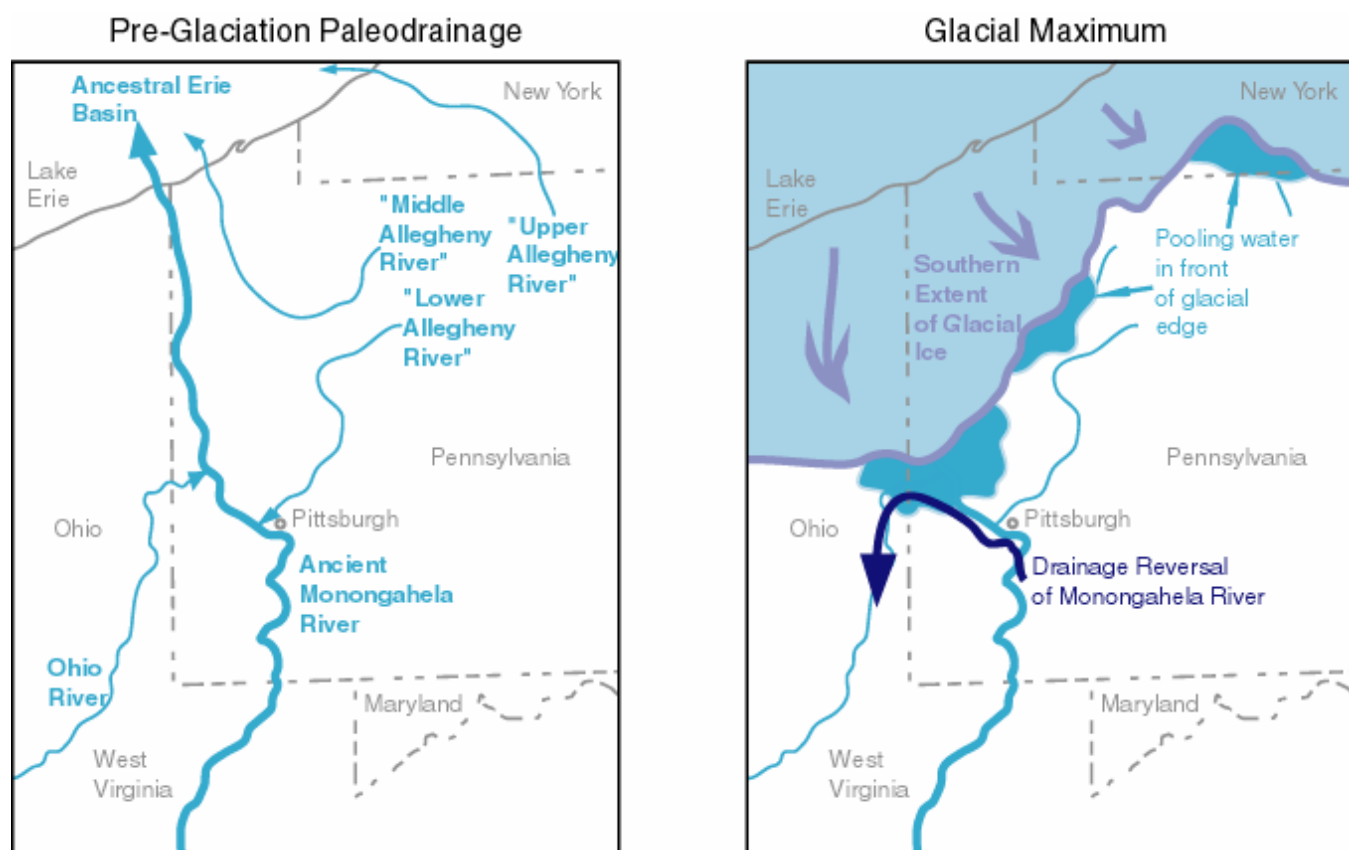 Pre-Glaciation Paleodrainage
Ancestral Erie
Basin
New York
Lake
Erie
"Middle
Allegheny
River"
"Upper
Allegheny
River"
"Lower
Allegheny
River"
Pennsylvania
Ohio
Pittsburgh
Ancient
Monongahela
River
Ohio
River
Maryland
West
Virginia
Glacial Maximum
New York
Lake
Erie
Pooling water
in front
of glacial
edge
Southern
Extent
of Glacial
Ice
Pennsylvania
Ohio
Pittsburgh
Drainage Reversal
of Monongahela River
Maryland
West
Virginia